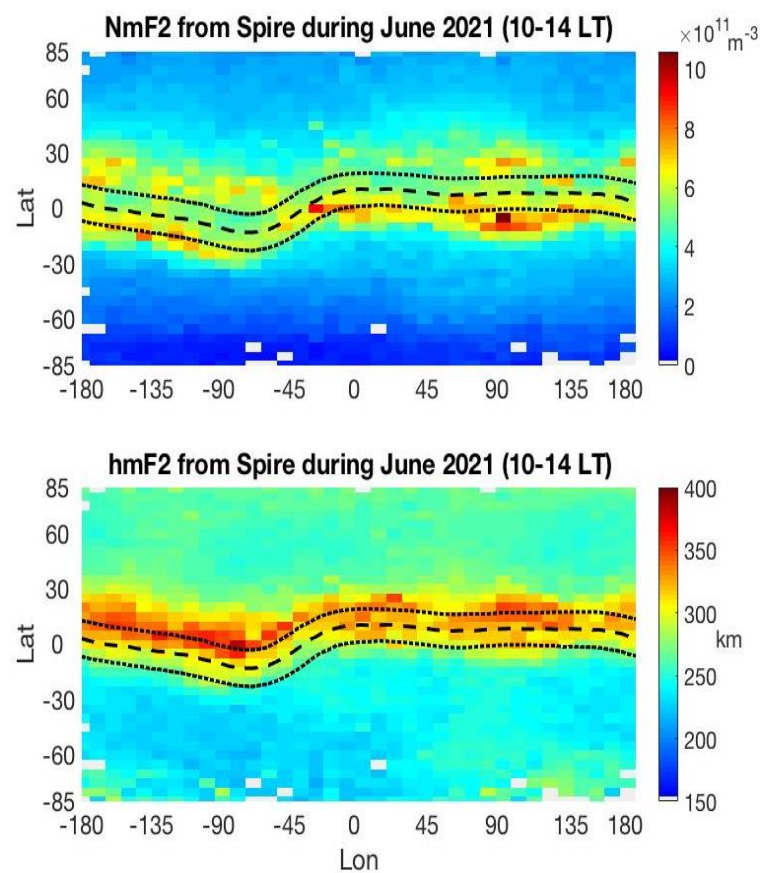 NmF2 from Spire during June 2021 (10-14 LT)
×10¹¹ m⁻³
85
60
30
0
-30
-60
-85
Lat
-180 -135 -90 -45 0 45 90 135 180
10
8
6
4
2
0
hmF2 from Spire during June 2021 (10-14 LT)
85
60
30
0
-30
-60
-85
Lat
-180 -135 -90 -45 0 45 90 135 180
Lon
400
350
300
250
200
150
km